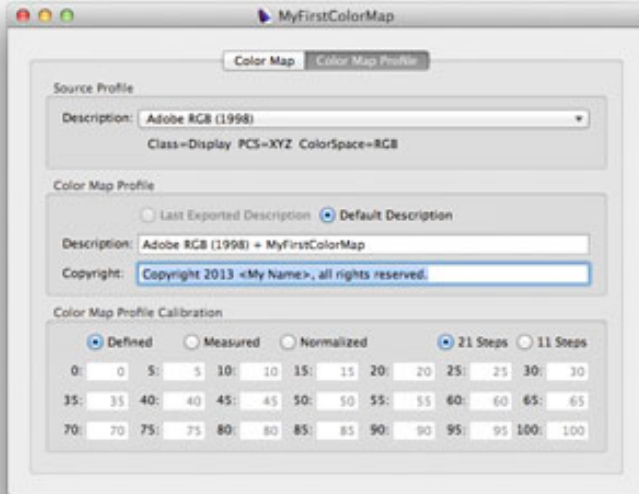 MyFirstColorMap
Color Map Color Map Profile
Source Profile
Description: Adobe RGB (1998)
Class=Display PCS=XYZ ColorSpace=RGB
Color Map Profile
Last Exported Description Default Description
Description: Adobe RGB (1998) + MyFirstColorMap
Copyright: Copyright 2013 <My Name>, all rights reserved.
Color Map Profile Calibration
Defined Measured Normalized 21 Steps 11 Steps
0: 0 5: 5 10: 10 15: 15 20: 20 25: 25 30: 30
35: 35 40: 40 45: 45 50: 50 55: 55 60: 60 65: 65
70: 70 75: 75 80: 80 85: 85 90: 90 95: 95 100: 100